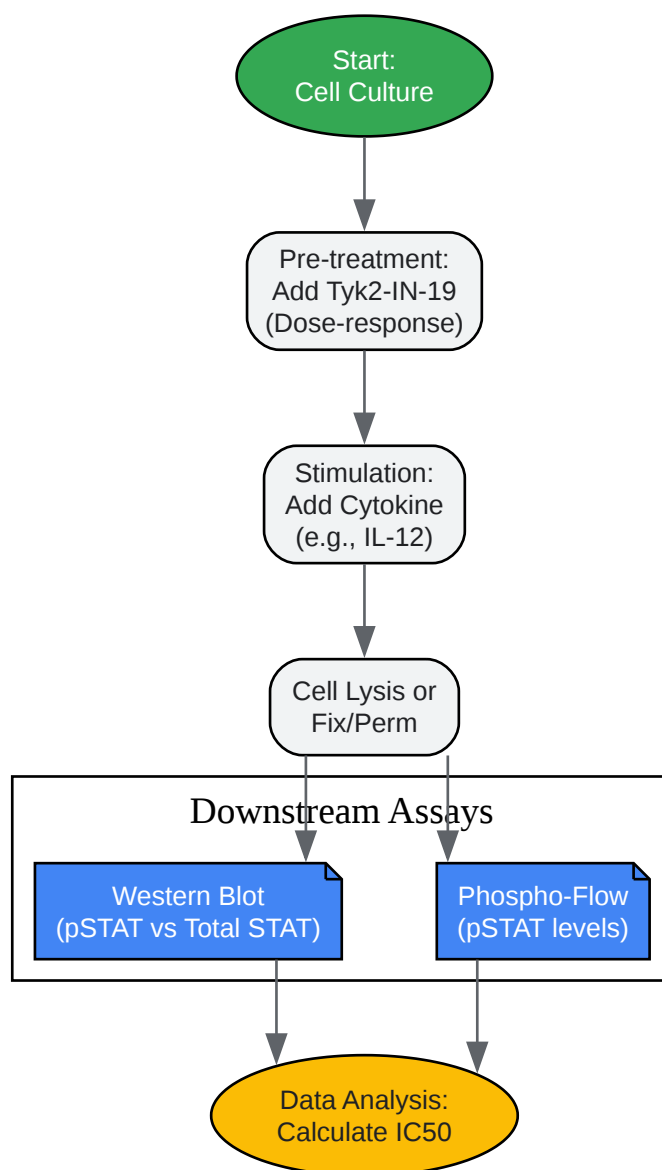 Start:
Cell Culture
Pre-treatment:
Add Tyk2-IN-19
(Dose-response)
Stimulation:
Add Cytokine
(e.g., IL-12)
Cell Lysis or
Fix/Perm
Downstream Assays
Western Blot
(pSTAT vs Total STAT)
Phospho-Flow
(pSTAT levels)
Data Analysis:
Calculate IC50